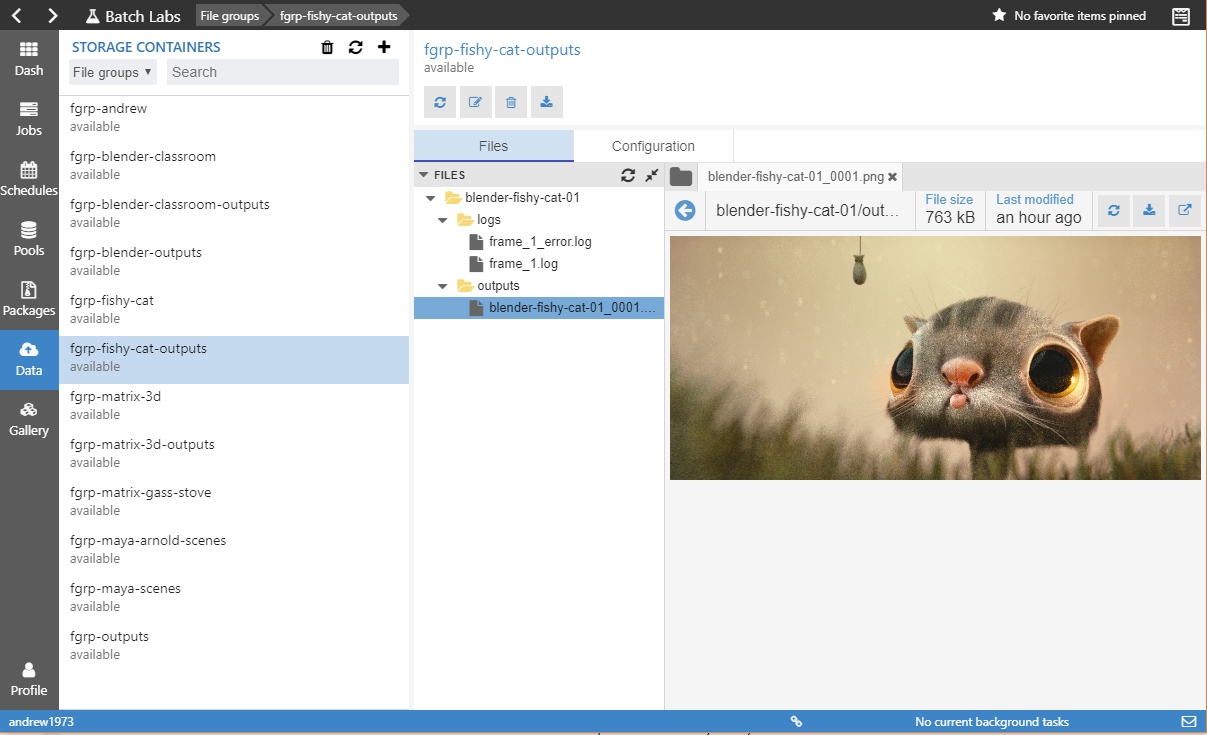 Batch Labs
File groups
fgrp-fishy-cat-outputs
No favorite items pinned
Dash
Jobs
Schedules
Pools
Packages
Data
Gallery
Profile
STORAGE CONTAINERS
File groups
Search
fgrp-andrew
available
fgrp-blender-classroom
available
fgrp-blender-classroom-outputs
available
fgrp-blender-outputs
available
fgrp-fishy-cat
available
fgrp-fishy-cat-outputs
available
fgrp-matrix-3d
available
fgrp-matrix-3d-outputs
available
fgrp-matrix-gass-stove
available
fgrp-maya-arnold-scenes
available
fgrp-maya-scenes
available
fgrp-outputs
available
fgrp-fishy-cat-outputs
available
Files
Configuration
FILES
blender-fishy-cat-01
logs
frame_1_error.log
frame_1.log
outputs
blender-fishy-cat-01_0001....
blender-fishy-cat-01_0001.png
blender-fishy-cat-01/out...
File size
763 kB
Last modified
an hour ago
andrew1973
No current background tasks